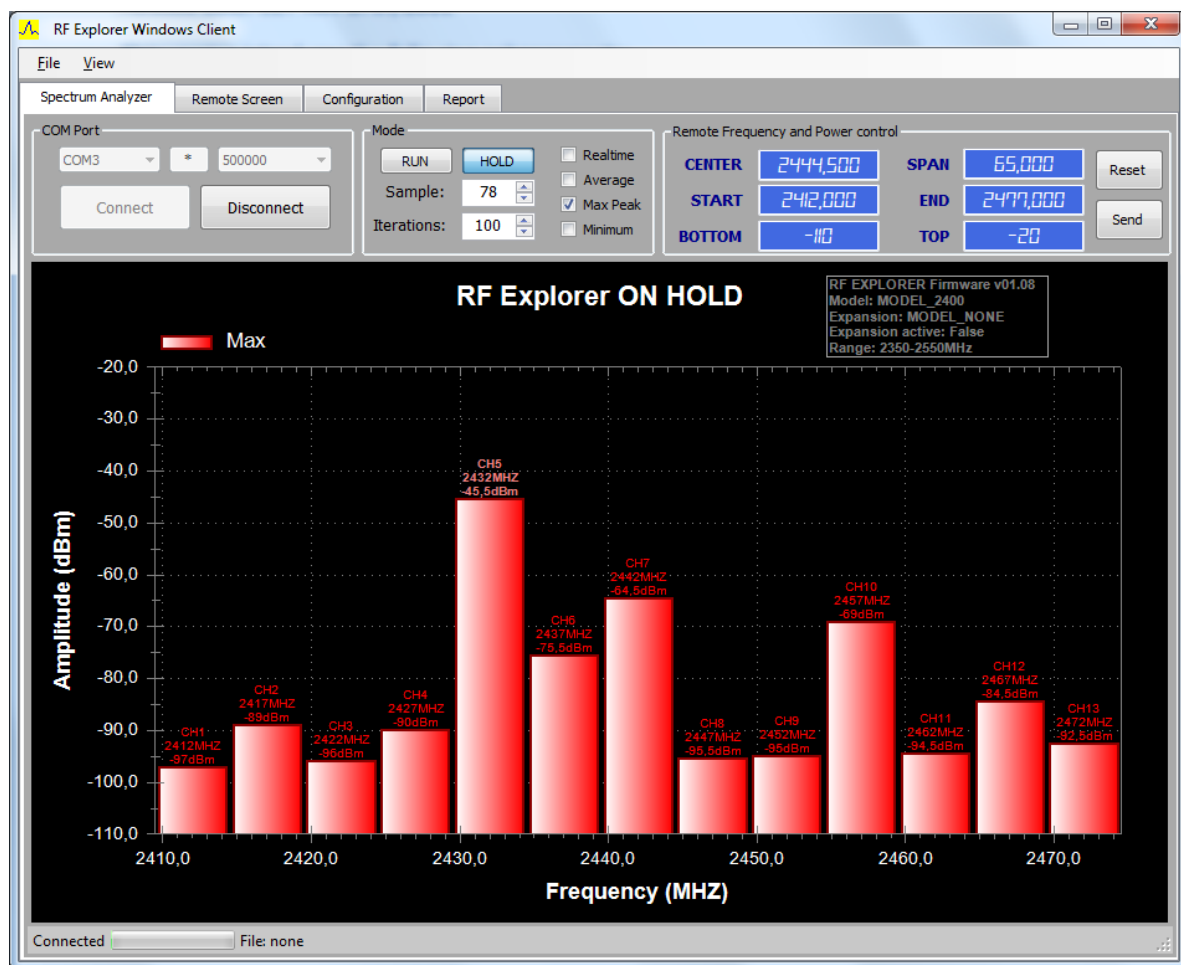 RF Explorer Windows Client
File View
Spectrum Analyzer Remote Screen Configuration Report
COM Port
COM3 * 500000
Connect Disconnect
Mode
RUN HOLD
Sample: 78
Iterations: 100
Realtime
Average
Max Peak
Minimum
Remote Frequency and Power control
CENTER 2444,500 SPAN 65,000
START 2412,000 END 2477,000
BOTTOM -110 TOP -20
Reset
Send
RF Explorer ON HOLD
RF EXPLORER Firmware v01.08
Model: MODEL_2400
Expansion: MODEL_NONE
Expansion active: False
Range: 2350-2550MHz
Max
-20,0
-30,0
-40,0
-50,0
-60,0
-70,0
-80,0
-90,0
-100,0
-110,0
Amplitude (dBm)
CH1
2412MHZ
-97dBm
CH2
2417MHZ
-89dBm
CH3
2422MHZ
-96dBm
CH4
2427MHZ
-90dBm
CH5
2432MHZ
-45,5dBm
CH6
2437MHZ
-75,5dBm
CH7
2442MHZ
-64,5dBm
CH8
2447MHZ
-95,5dBm
CH9
2452MHZ
-95dBm
CH10
2457MHZ
-69dBm
CH11
2462MHZ
-94,5dBm
CH12
2467MHZ
-84,5dBm
CH13
2472MHZ
-92,5dBm
2410,0 2420,0 2430,0 2440,0 2450,0 2460,0 2470,0
Frequency (MHZ)
Connected File: none